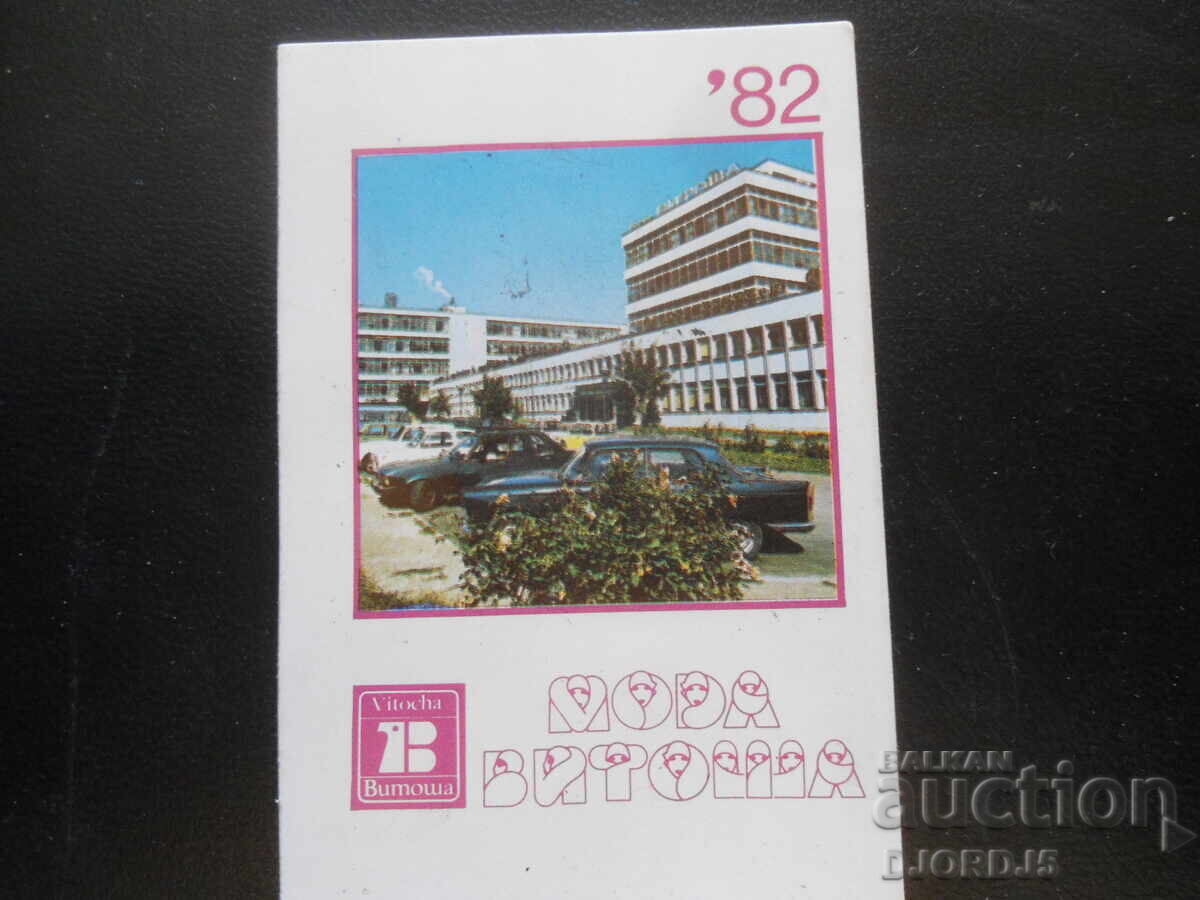 '82
Vitocha
B
Витоша
МОДА
ВИТОША
BALKAN
auction
DJORDJ5